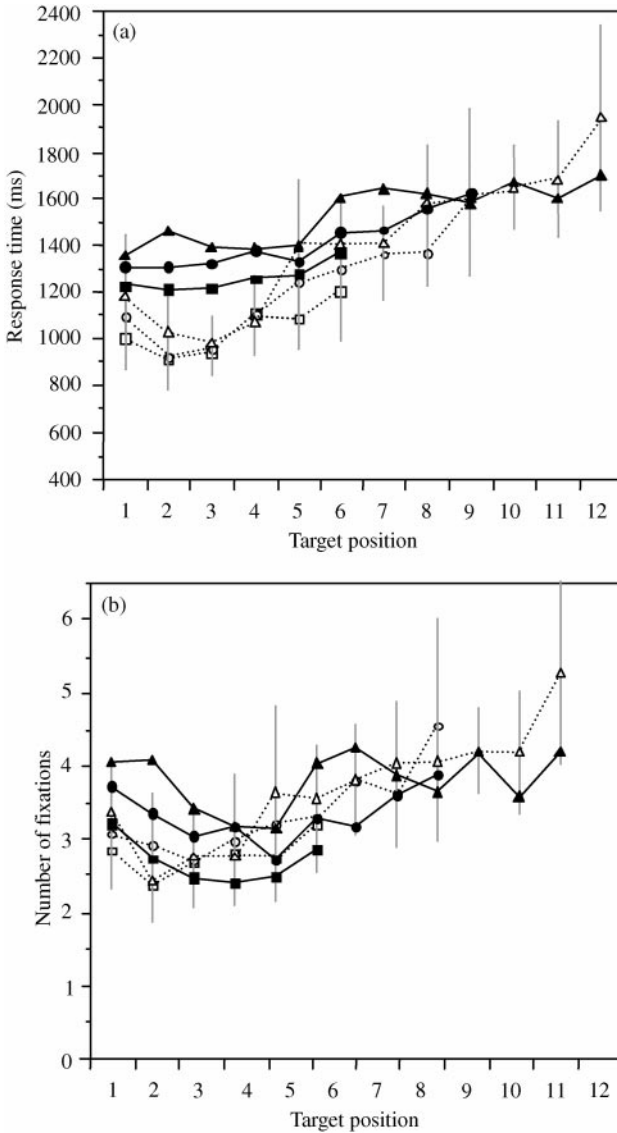 (a)
2400
2200
2000
1800
1600
1400
1200
1000
800
600
400
Response time (ms)
1 2 3 4 5 6 7 8 9 10 11 12
Target position
(b)
6
5
4
3
2
1
0
Number of fixations
1 2 3 4 5 6 7 8 9 10 11 12
Target position